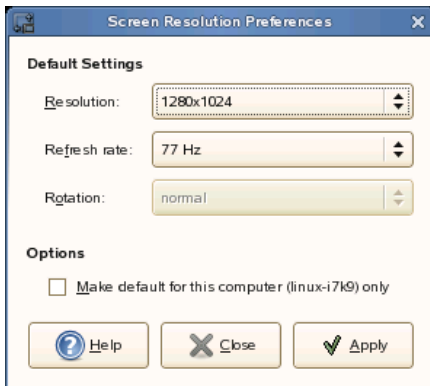 Screen Resolution Preferences
Default Settings
Resolution: 1280x1024
Refresh rate: 77 Hz
Rotation: normal
Options
Make default for this computer (linux-i7k9) only
Help Close Apply